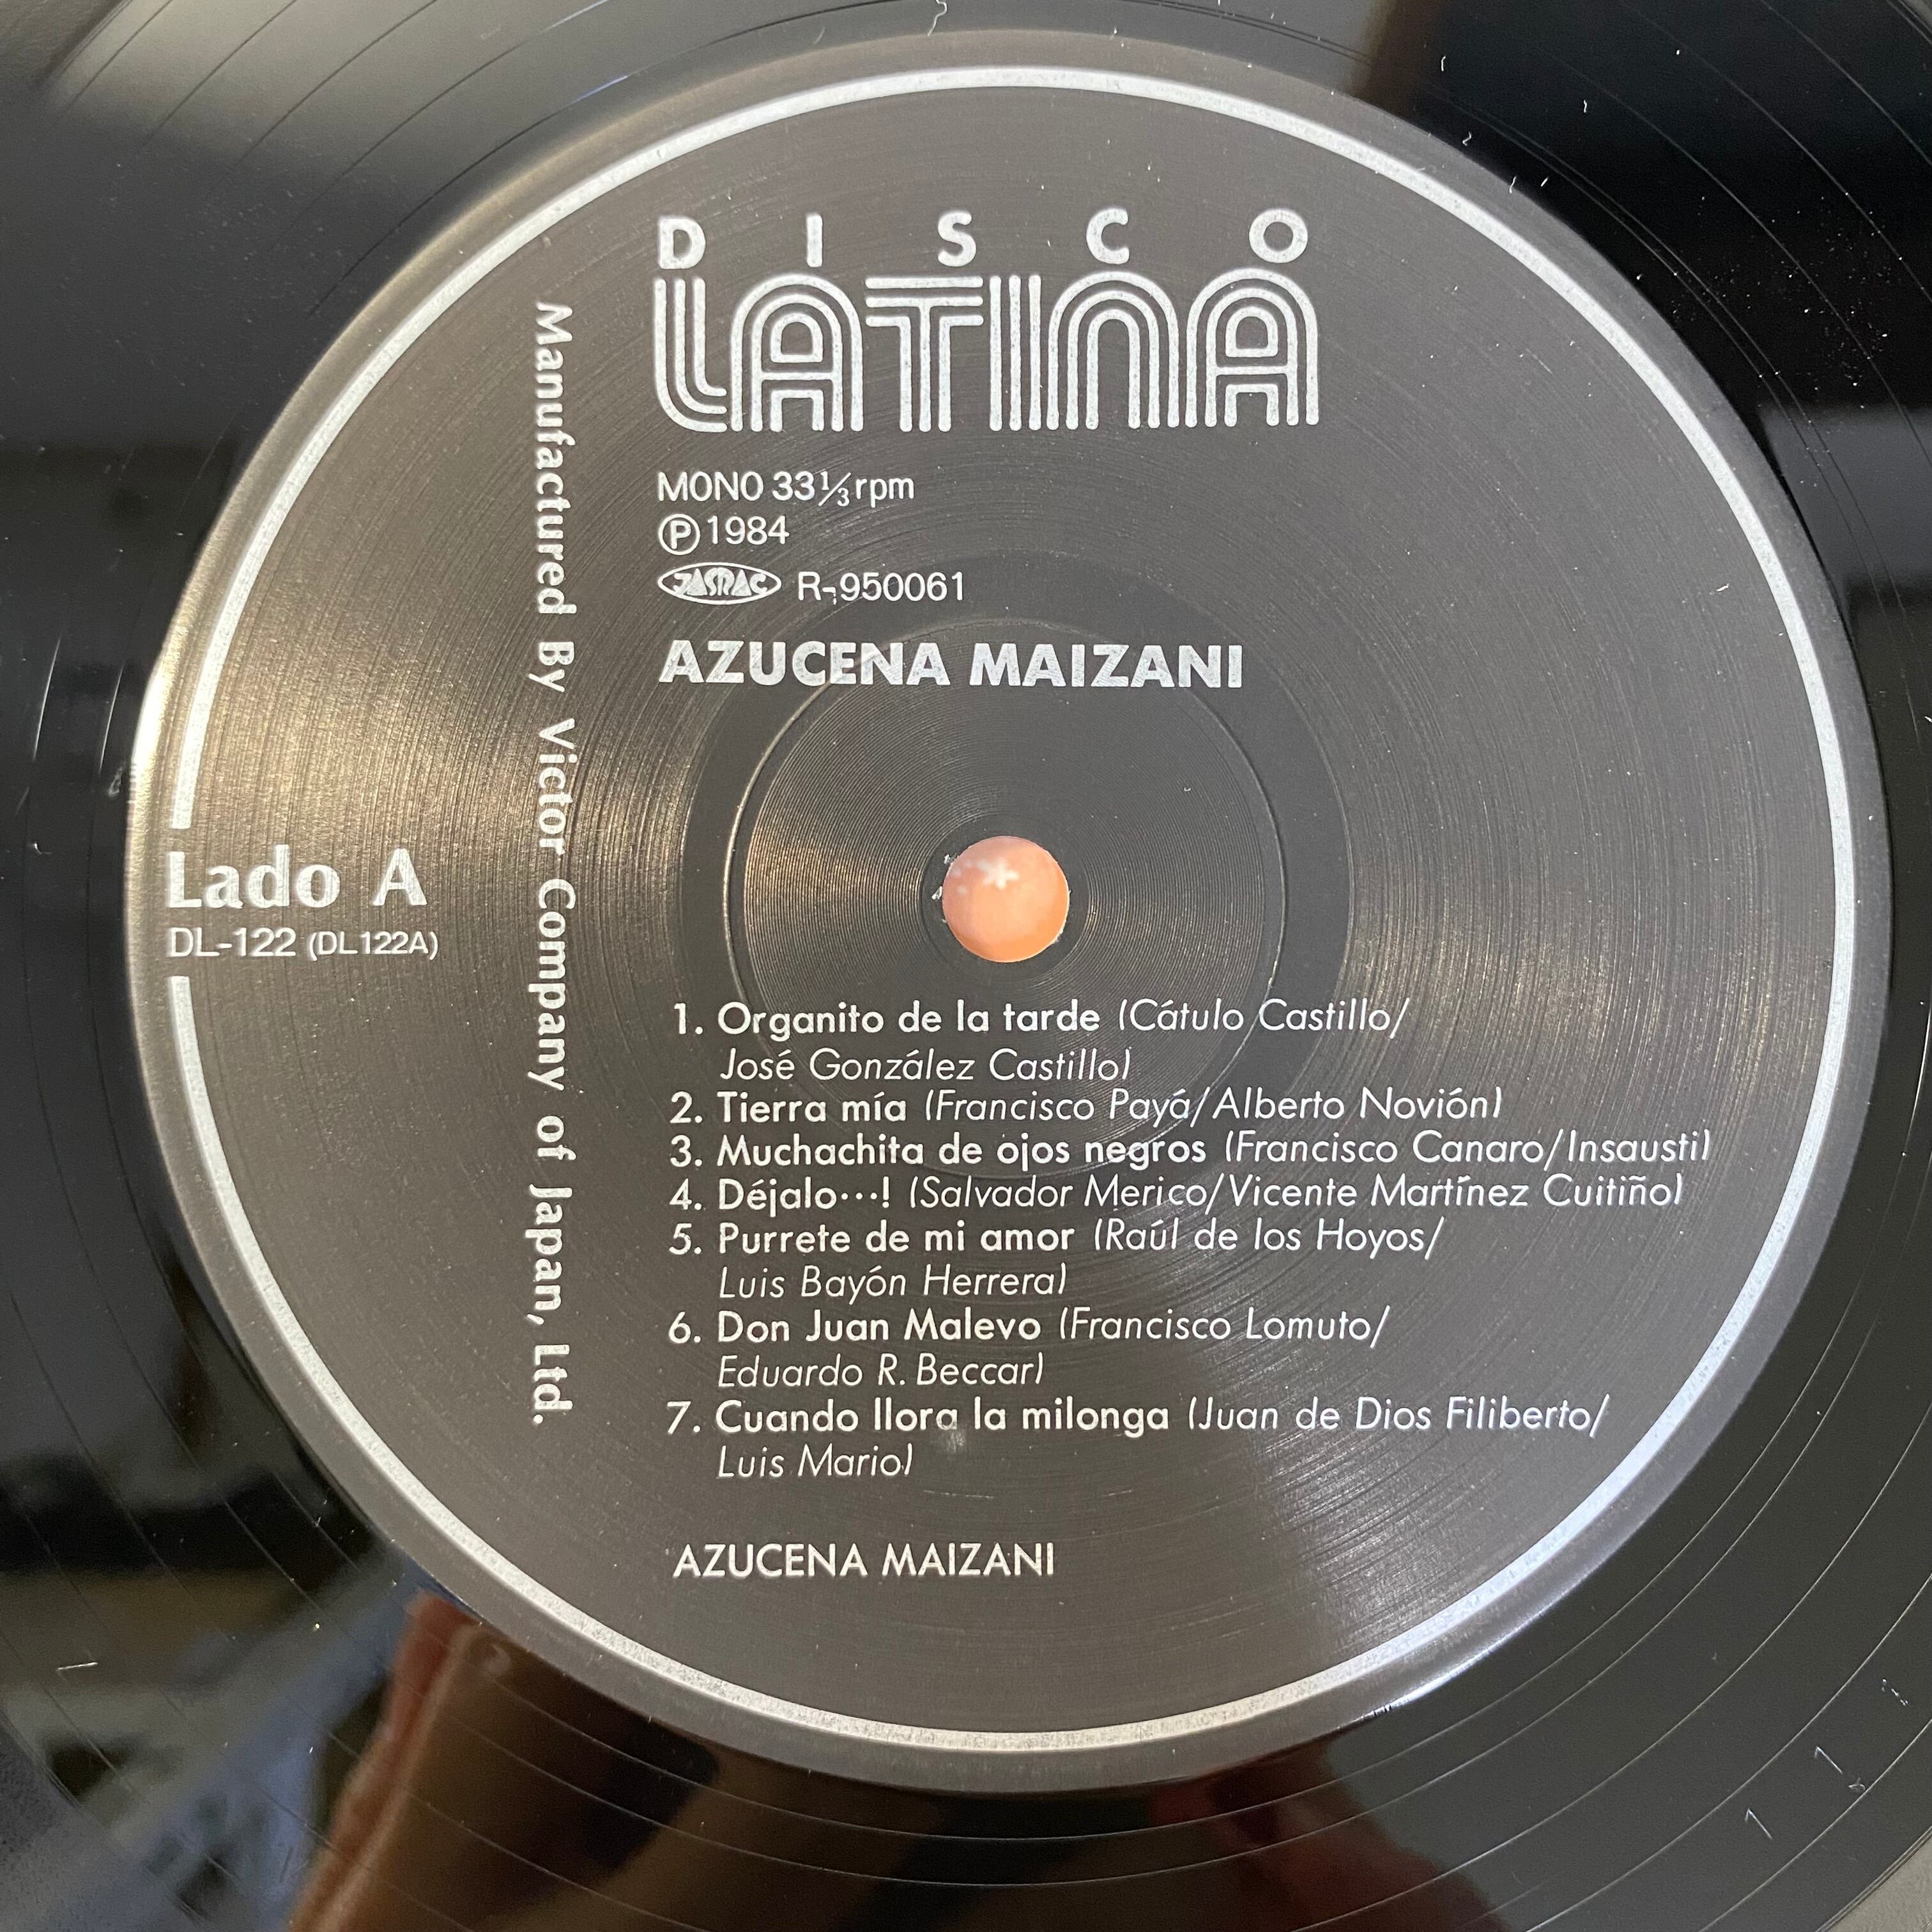 DISCO
LATINA
MONO 33⅓rpm
Ⓟ1984
JASRAC R-950061
AZUCENA MAIZANI
Manufactured By Victor Company of Japan, Ltd.
Lado A
DL-122 (DL122A)
1. Organito de la tarde (Cátulo Castillo/
José González Castillo)
2. Tierra mía (Francisco Payá/Alberto Novión)
3. Muchachita de ojos negros (Francisco Canaro/Insausti)
4. Déjalo…! (Salvador Merico/Vicente Martínez Cuitiño)
5. Purrete de mi amor (Raúl de los Hoyos/
Luis Bayón Herrera)
6. Don Juan Malevo (Francisco Lomuto/
Eduardo R. Beccar)
7. Cuando llora la milonga (Juan de Dios Filiberto/
Luis Mario)
AZUCENA MAIZANI